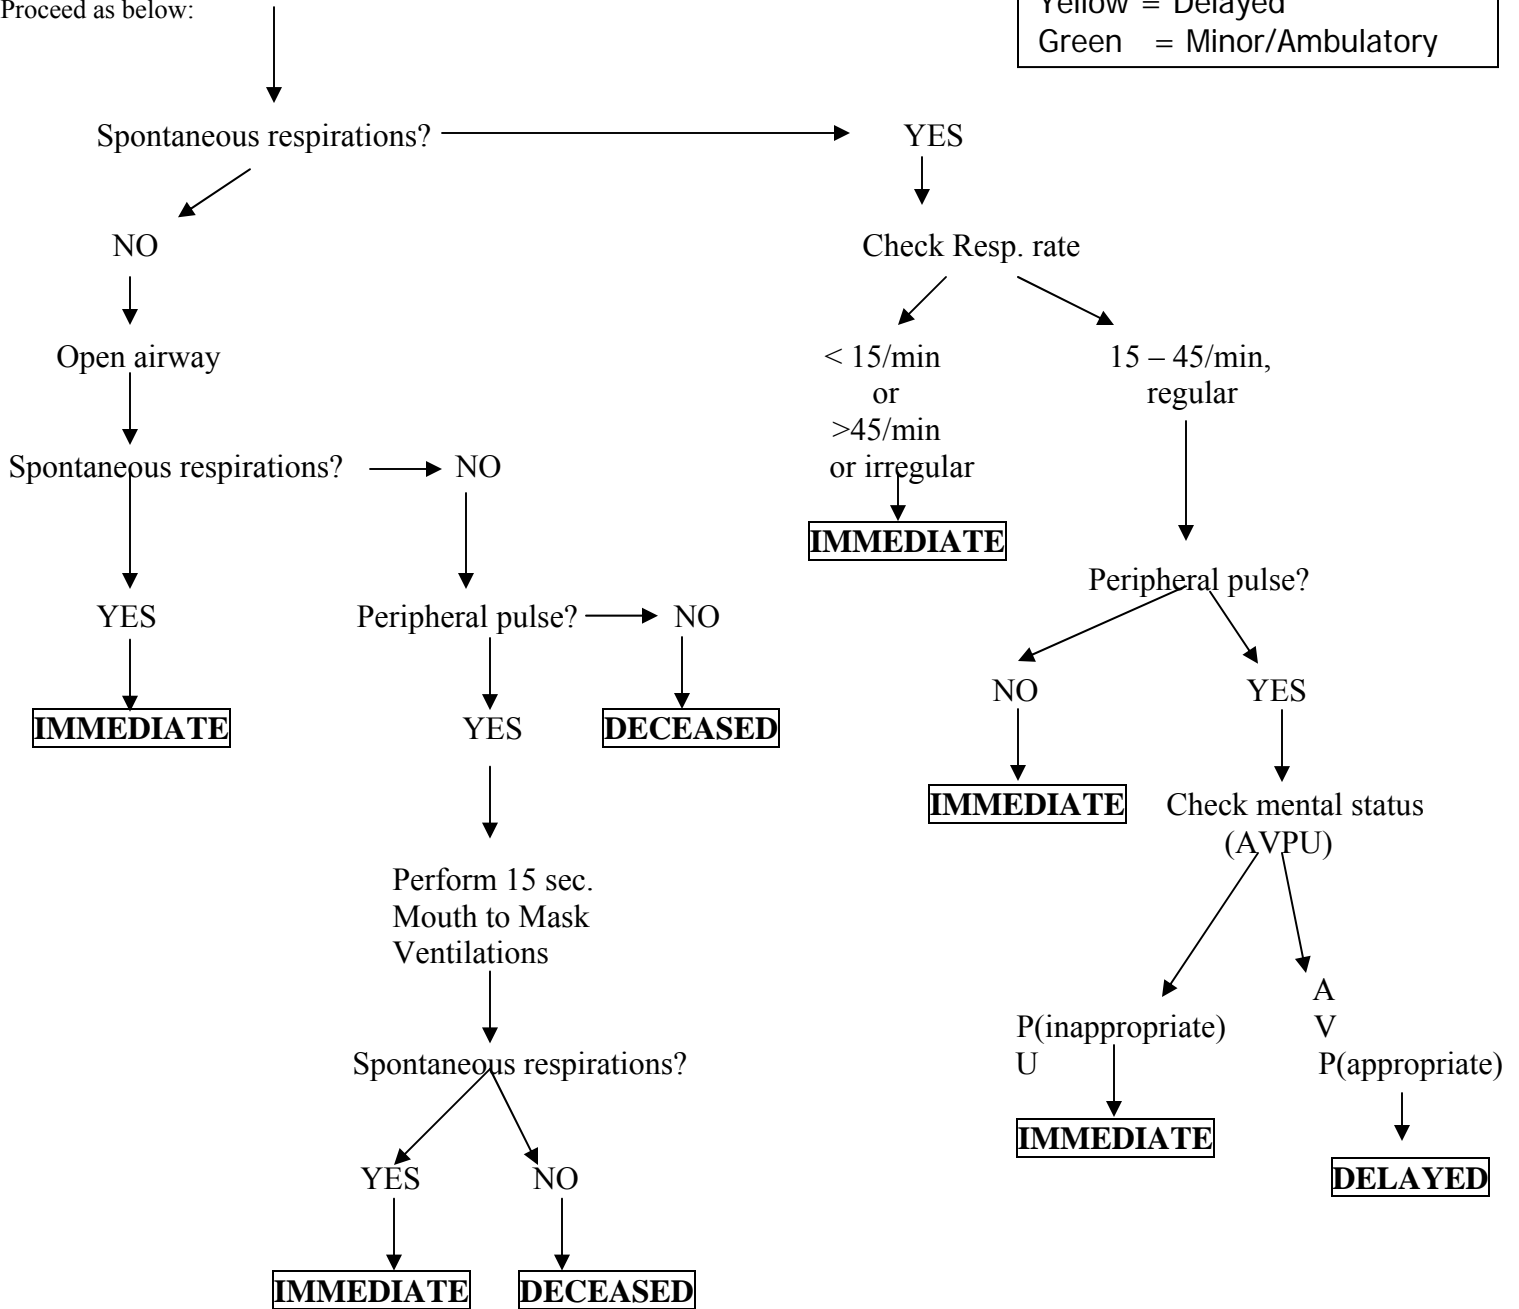 Proceed as below:
Yellow = Delayed
Green = Minor/Ambulatory
Spontaneous respirations?
YES
NO
Check Resp. rate
Open airway
< 15/min
or
>45/min
or irregular
15 – 45/min,
regular
Spontaneous respirations?
NO
IMMEDIATE
Peripheral pulse?
YES
Peripheral pulse?
NO
NO
YES
IMMEDIATE
YES
DECEASED
IMMEDIATE
Check mental status
(AVPU)
Perform 15 sec.
Mouth to Mask
Ventilations
A
V
P(appropriate)
P(inappropriate)
U
Spontaneous respirations?
IMMEDIATE
DELAYED
YES
NO
IMMEDIATE
DECEASED